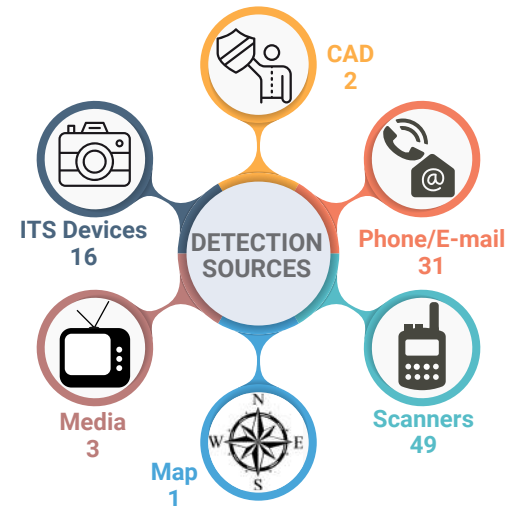 CAD
2
ITS Devices
16
Phone/E-mail
31
@
DETECTION
SOURCES
Media
3
Scanners
49
N
W
E
S
Map
1